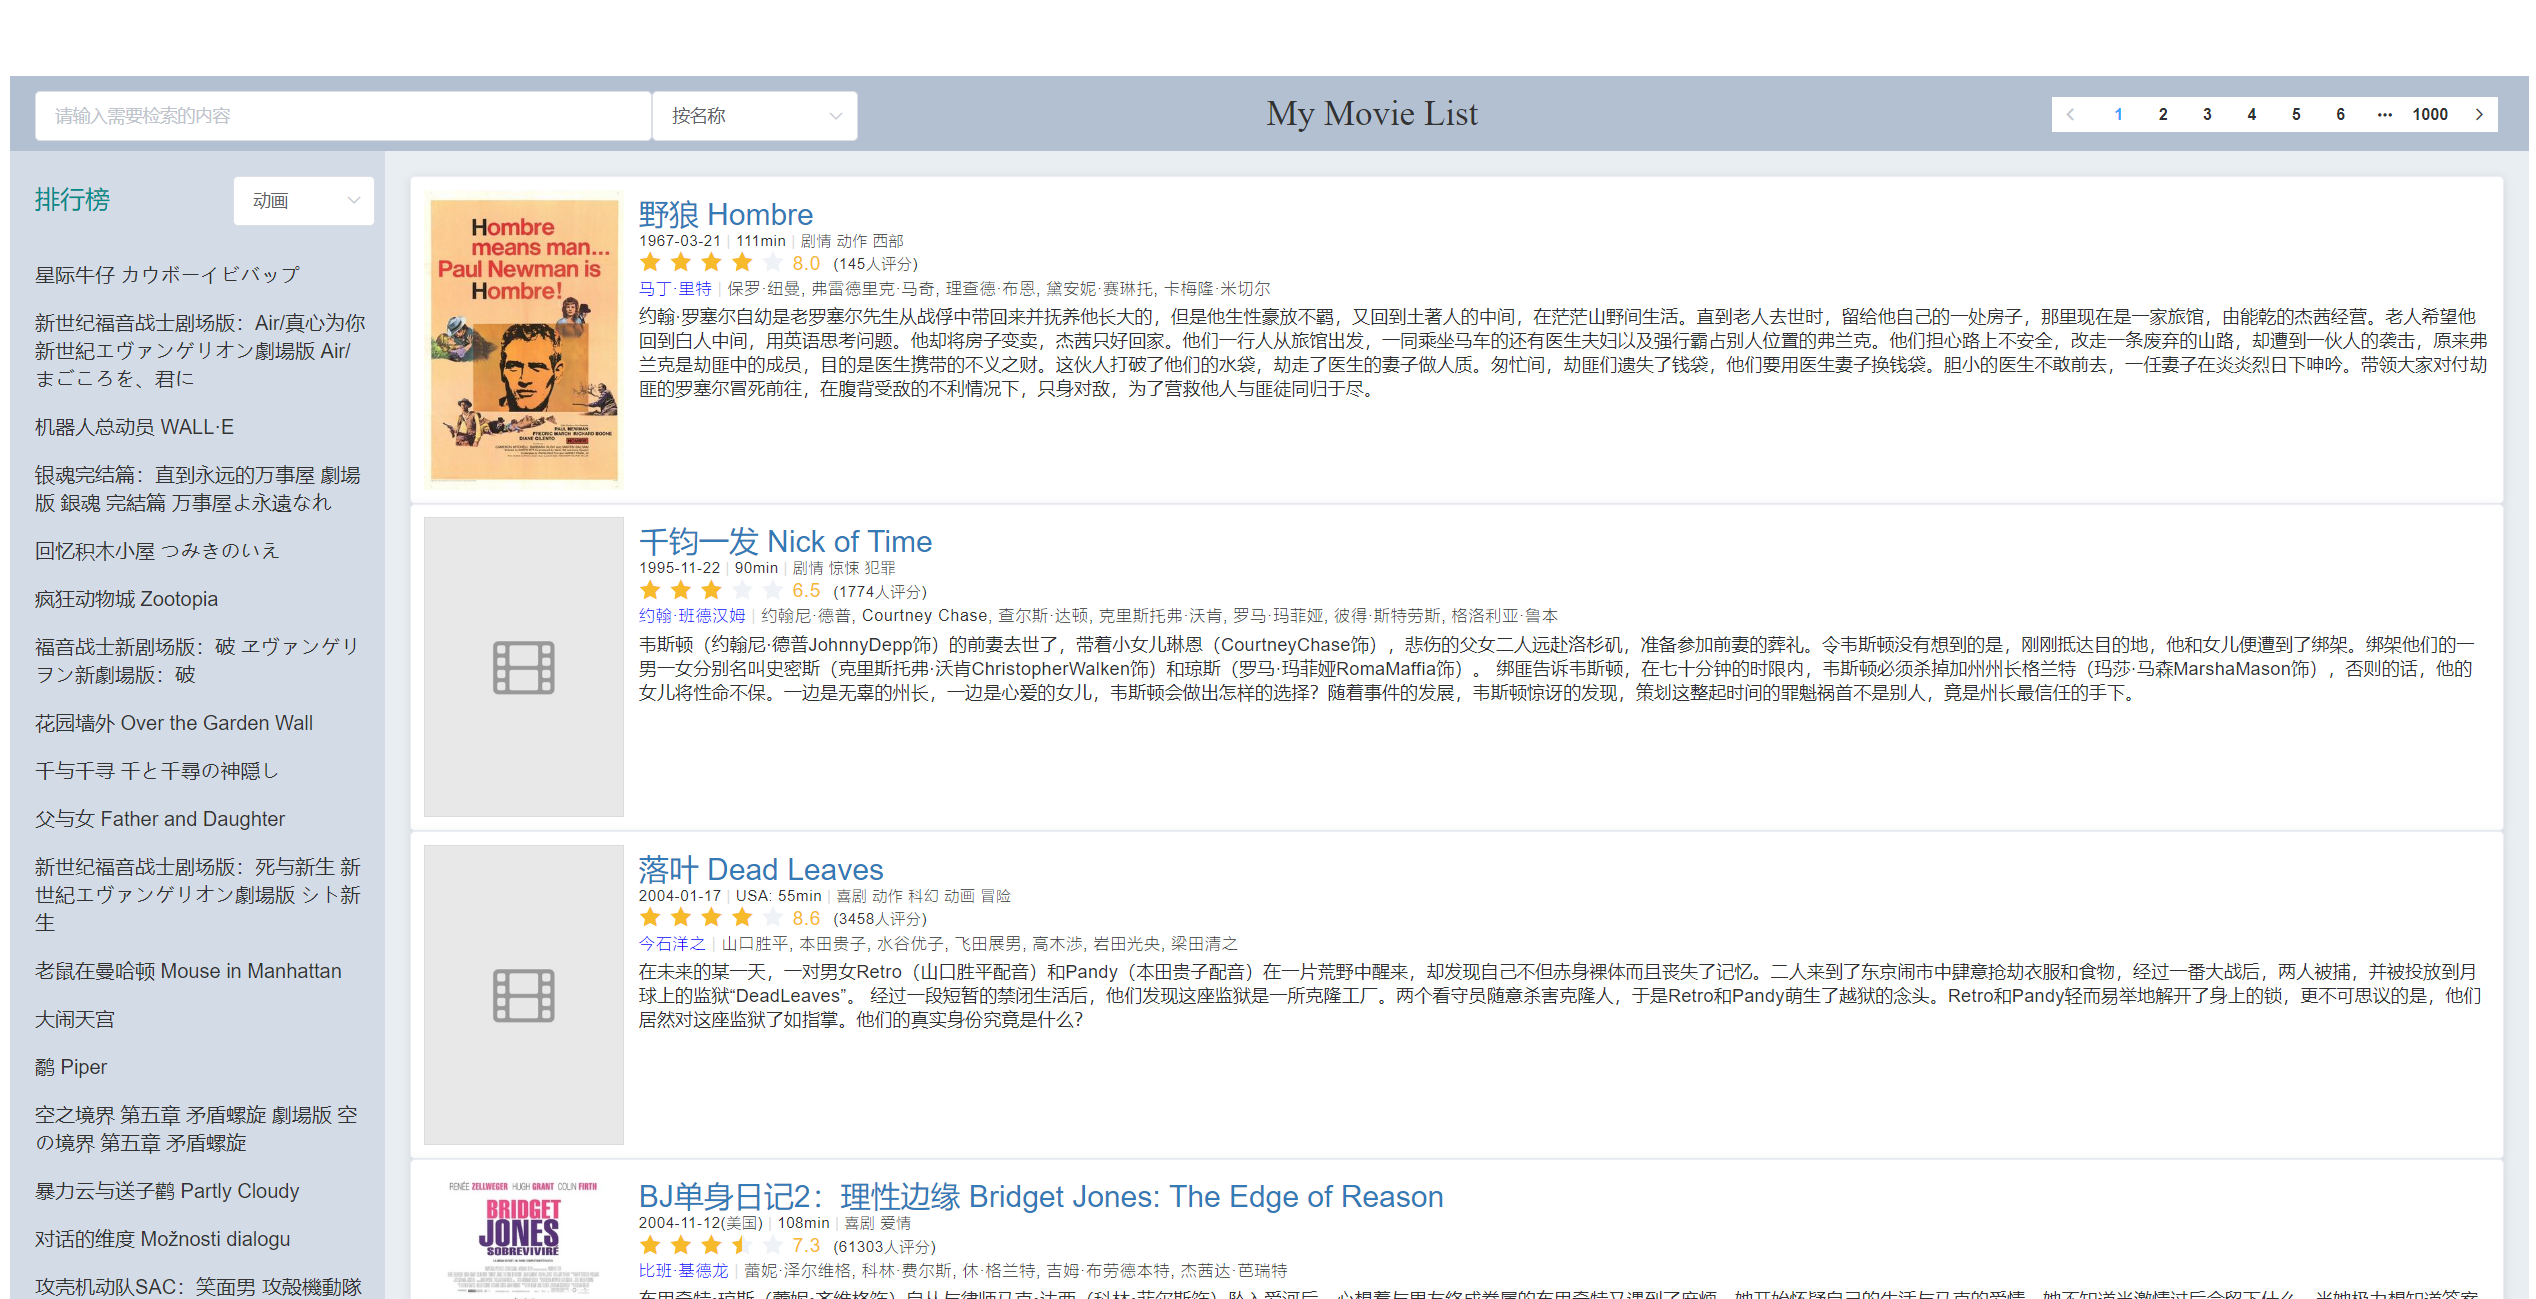 请输入需要检索的内容
按名称
My Movie List
1 2 3 4 5 6 ••• 1000
排行榜
动画
星际牛仔 カウボーイビバップ
新世纪福音战士剧场版：Air/真心为你
新世紀エヴァンゲリオン劇場版 Air/
まごころを、君に
机器人总动员 WALL·E
银魂完结篇：直到永远的万事屋 劇場
版 銀魂 完結篇 万事屋よ永遠なれ
回忆积木小屋 つみきのいえ
疯狂动物城 Zootopia
福音战士新剧场版：破 ヱヴァンゲリ
ヲン新劇場版：破
花园墙外 Over the Garden Wall
千与千寻 千と千尋の神隠し
父与女 Father and Daughter
新世纪福音战士剧场版：死与新生 新
世紀エヴァンゲリオン劇場版 シト新
生
老鼠在曼哈顿 Mouse in Manhattan
大闹天宫
鹬 Piper
空之境界 第五章 矛盾螺旋 劇場版 空
の境界 第五章 矛盾螺旋
暴力云与送子鹳 Partly Cloudy
对话的维度 Možnosti dialogu
攻壳机动队SAC：笑面男 攻殻機動隊
Hombre
means man...
Paul Newman is
Hombre!
野狼 Hombre
1967-03-21 | 111min | 剧情 动作 西部
8.0 (145人评分)
马丁·里特 | 保罗·纽曼, 弗雷德里克·马奇, 理查德·布恩, 黛安妮·赛琳托, 卡梅隆·米切尔
约翰·罗塞尔自幼是老罗塞尔先生从战俘中带回来并抚养他长大的，但是他生性豪放不羁，又回到土著人的中间，在茫茫山野间生活。直到老人去世时，留给他自己的一处房子，那里现在是一家旅馆，由能乾的杰茜经营。老人希望他
回到白人中间，用英语思考问题。他却将房子变卖，杰茜只好回家。他们一行人从旅馆出发，一同乘坐马车的还有医生夫妇以及强行霸占别人位置的弗兰克。他们担心路上不安全，改走一条废弃的山路，却遭到一伙人的袭击，原来弗
兰克是劫匪中的成员，目的是医生携带的不义之财。这伙人打破了他们的水袋，劫走了医生的妻子做人质。匆忙间，劫匪们遗失了钱袋，他们要用医生妻子换钱袋。胆小的医生不敢前去，一任妻子在炎炎烈日下呻吟。带领大家对付劫
匪的罗塞尔冒死前往，在腹背受敌的不利情况下，只身对敌，为了营救他人与匪徒同归于尽。
千钧一发 Nick of Time
1995-11-22 | 90min | 剧情 惊悚 犯罪
6.5 (1774人评分)
约翰·班德汉姆 | 约翰尼·德普, Courtney Chase, 查尔斯·达顿, 克里斯托弗·沃肯, 罗马·玛菲娅, 彼得·斯特劳斯, 格洛利亚·鲁本
韦斯顿（约翰尼·德普JohnnyDepp饰）的前妻去世了，带着小女儿琳恩（CourtneyChase饰），悲伤的父女二人远赴洛杉矶，准备参加前妻的葬礼。令韦斯顿没有想到的是，刚刚抵达目的地，他和女儿便遭到了绑架。绑架他们的一
男一女分别名叫史密斯（克里斯托弗·沃肯ChristopherWalken饰）和琼斯（罗马·玛菲娅RomaMaffia饰）。 绑匪告诉韦斯顿，在七十分钟的时限内，韦斯顿必须杀掉加州州长格兰特（玛莎·马森MarshaMason饰），否则的话，他的
女儿将性命不保。一边是无辜的州长，一边是心爱的女儿，韦斯顿会做出怎样的选择？随着事件的发展，韦斯顿惊讶的发现，策划这整起时间的罪魁祸首不是别人，竟是州长最信任的手下。
落叶 Dead Leaves
2004-01-17 | USA: 55min | 喜剧 动作 科幻 动画 冒险
8.6 (3458人评分)
今石洋之 | 山口胜平, 本田贵子, 水谷优子, 飞田展男, 高木渉, 岩田光央, 梁田清之
在未来的某一天，一对男女Retro（山口胜平配音）和Pandy（本田贵子配音）在一片荒野中醒来，却发现自己不但赤身裸体而且丧失了记忆。二人来到了东京闹市中肆意抢劫衣服和食物，经过一番大战后，两人被捕，并被投放到月
球上的监狱“DeadLeaves”。 经过一段短暂的禁闭生活后，他们发现这座监狱是一所克隆工厂。两个看守员随意杀害克隆人，于是Retro和Pandy萌生了越狱的念头。Retro和Pandy轻而易举地解开了身上的锁，更不可思议的是，他们
居然对这座监狱了如指掌。他们的真实身份究竟是什么？
RENÉE ZELLWEGER HUGH GRANT COLIN FIRTH
BRIDGET
JONES
SOBREVIVIRÉ
BJ单身日记2：理性边缘 Bridget Jones: The Edge of Reason
2004-11-12(美国) | 108min | 喜剧 爱情
7.3 (61303人评分)
比班·基德龙 | 蕾妮·泽尔维格, 科林·费尔斯, 休·格兰特, 吉姆·布劳德本特, 杰西达·芭瑞特